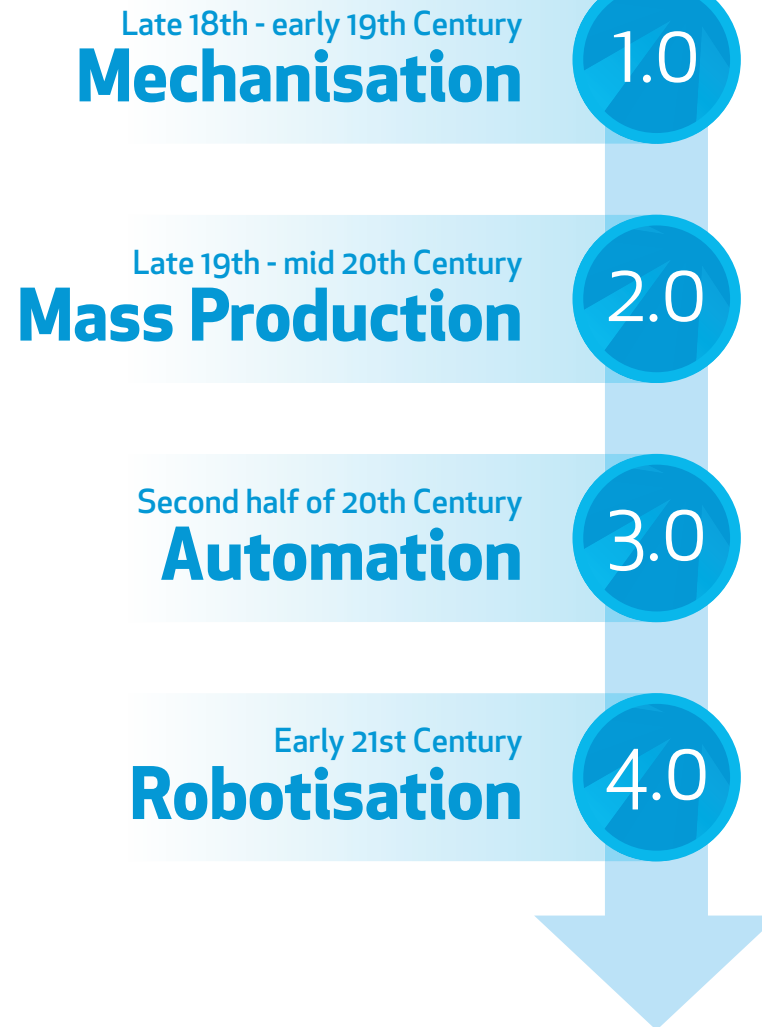 Late 18th - early 19th Century
Mechanisation
1.0
Late 19th - mid 20th Century
Mass Production
2.0
Second half of 20th Century
Automation
3.0
Early 21st Century
Robotisation
4.0